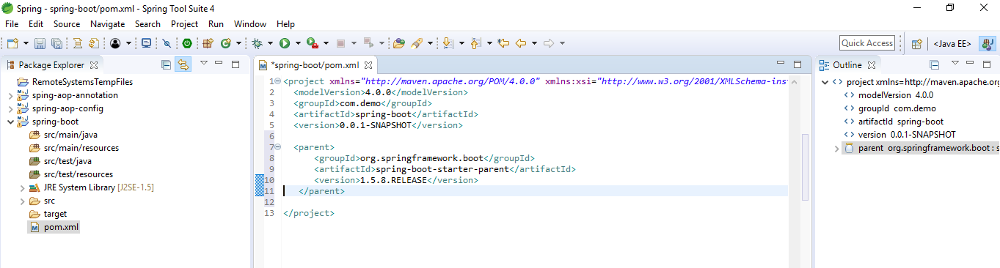 Spring - spring-boot/pom.xml - Spring Tool Suite 4
File Edit Source Navigate Search Project Run Window Help
Quick Access
<Java EE>
Package Explorer
RemoteSystemsTempFiles
sping-aop-annotation
spring-aop-config
spring-boot
src/main/java
src/main/resources
src/test/java
src/test/resources
JRE System Library [J2SE-1.5]
src
target
pom.xml
*spring-boot/pom.xml
1 <project xmlns="http://maven.apache.org/POM/4.0.0" xmlns:xsi="http://www.w3.org/2001/XMLSchema-ins
2 <modelVersion>4.0.0</modelVersion>
3 <groupId>com.demo</groupId>
4 <artifactId>spring-boot</artifactId>
5 <version>0.0.1-SNAPSHOT</version>
6
7 <parent>
8 <groupId>org.springframework.boot</groupId>
9 <artifactId>spring-boot-starter-parent</artifactId>
10 <version>1.5.8.RELEASE</version>
11 </parent>
12
13 </project>
Outline
project xmlns=http://maven.apache.org
modelVersion 4.0.0
groupId com.demo
artifactId spring-boot
version 0.0.1-SNAPSHOT
parent org.springframework.boot : s